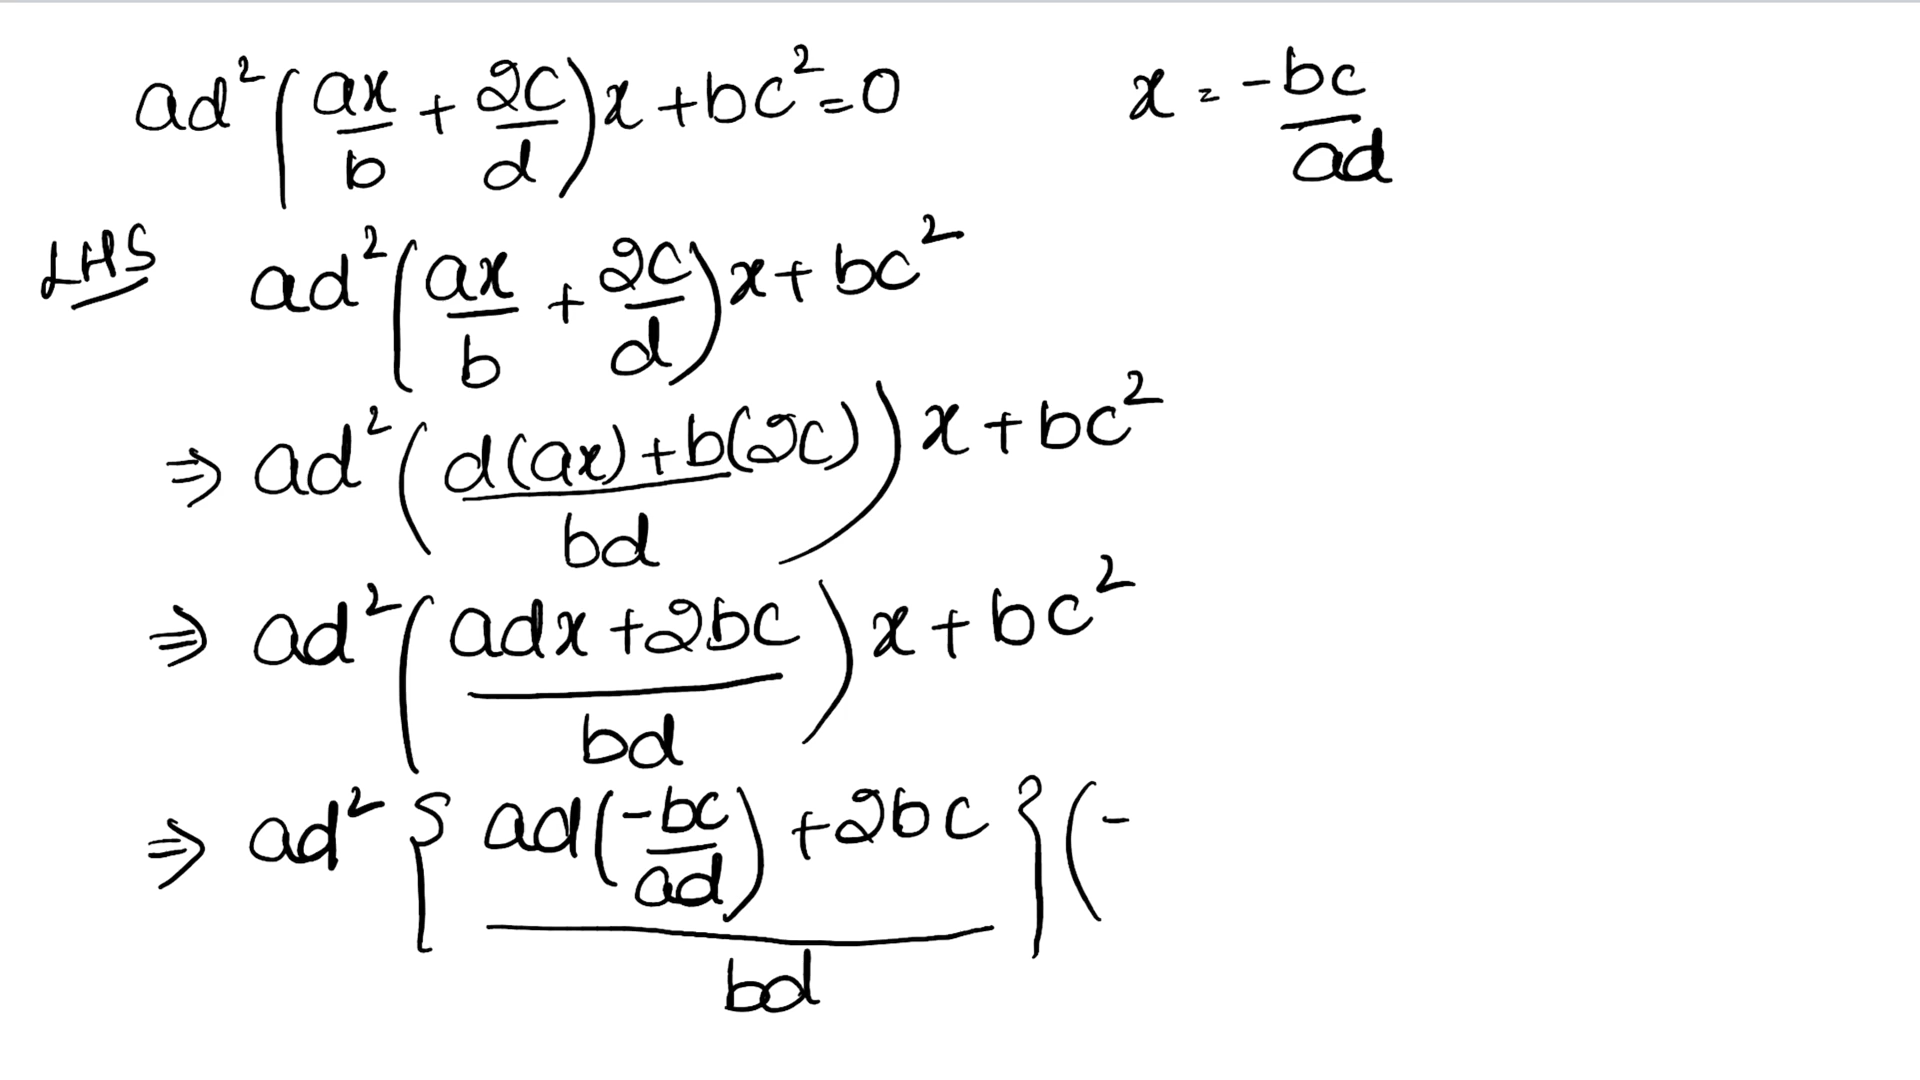 ad²(ax/b + 2c/d)x + bc² = 0    x = -bc/ad
LHS    ad²(ax/b + 2c/d)x + bc²
⇒ ad²(d(ax)+b(2c)/bd)x + bc²
⇒ ad²(adx+2bc/bd)x + bc²
⇒ ad²{ad(-bc/ad)+2bc/bd}(-